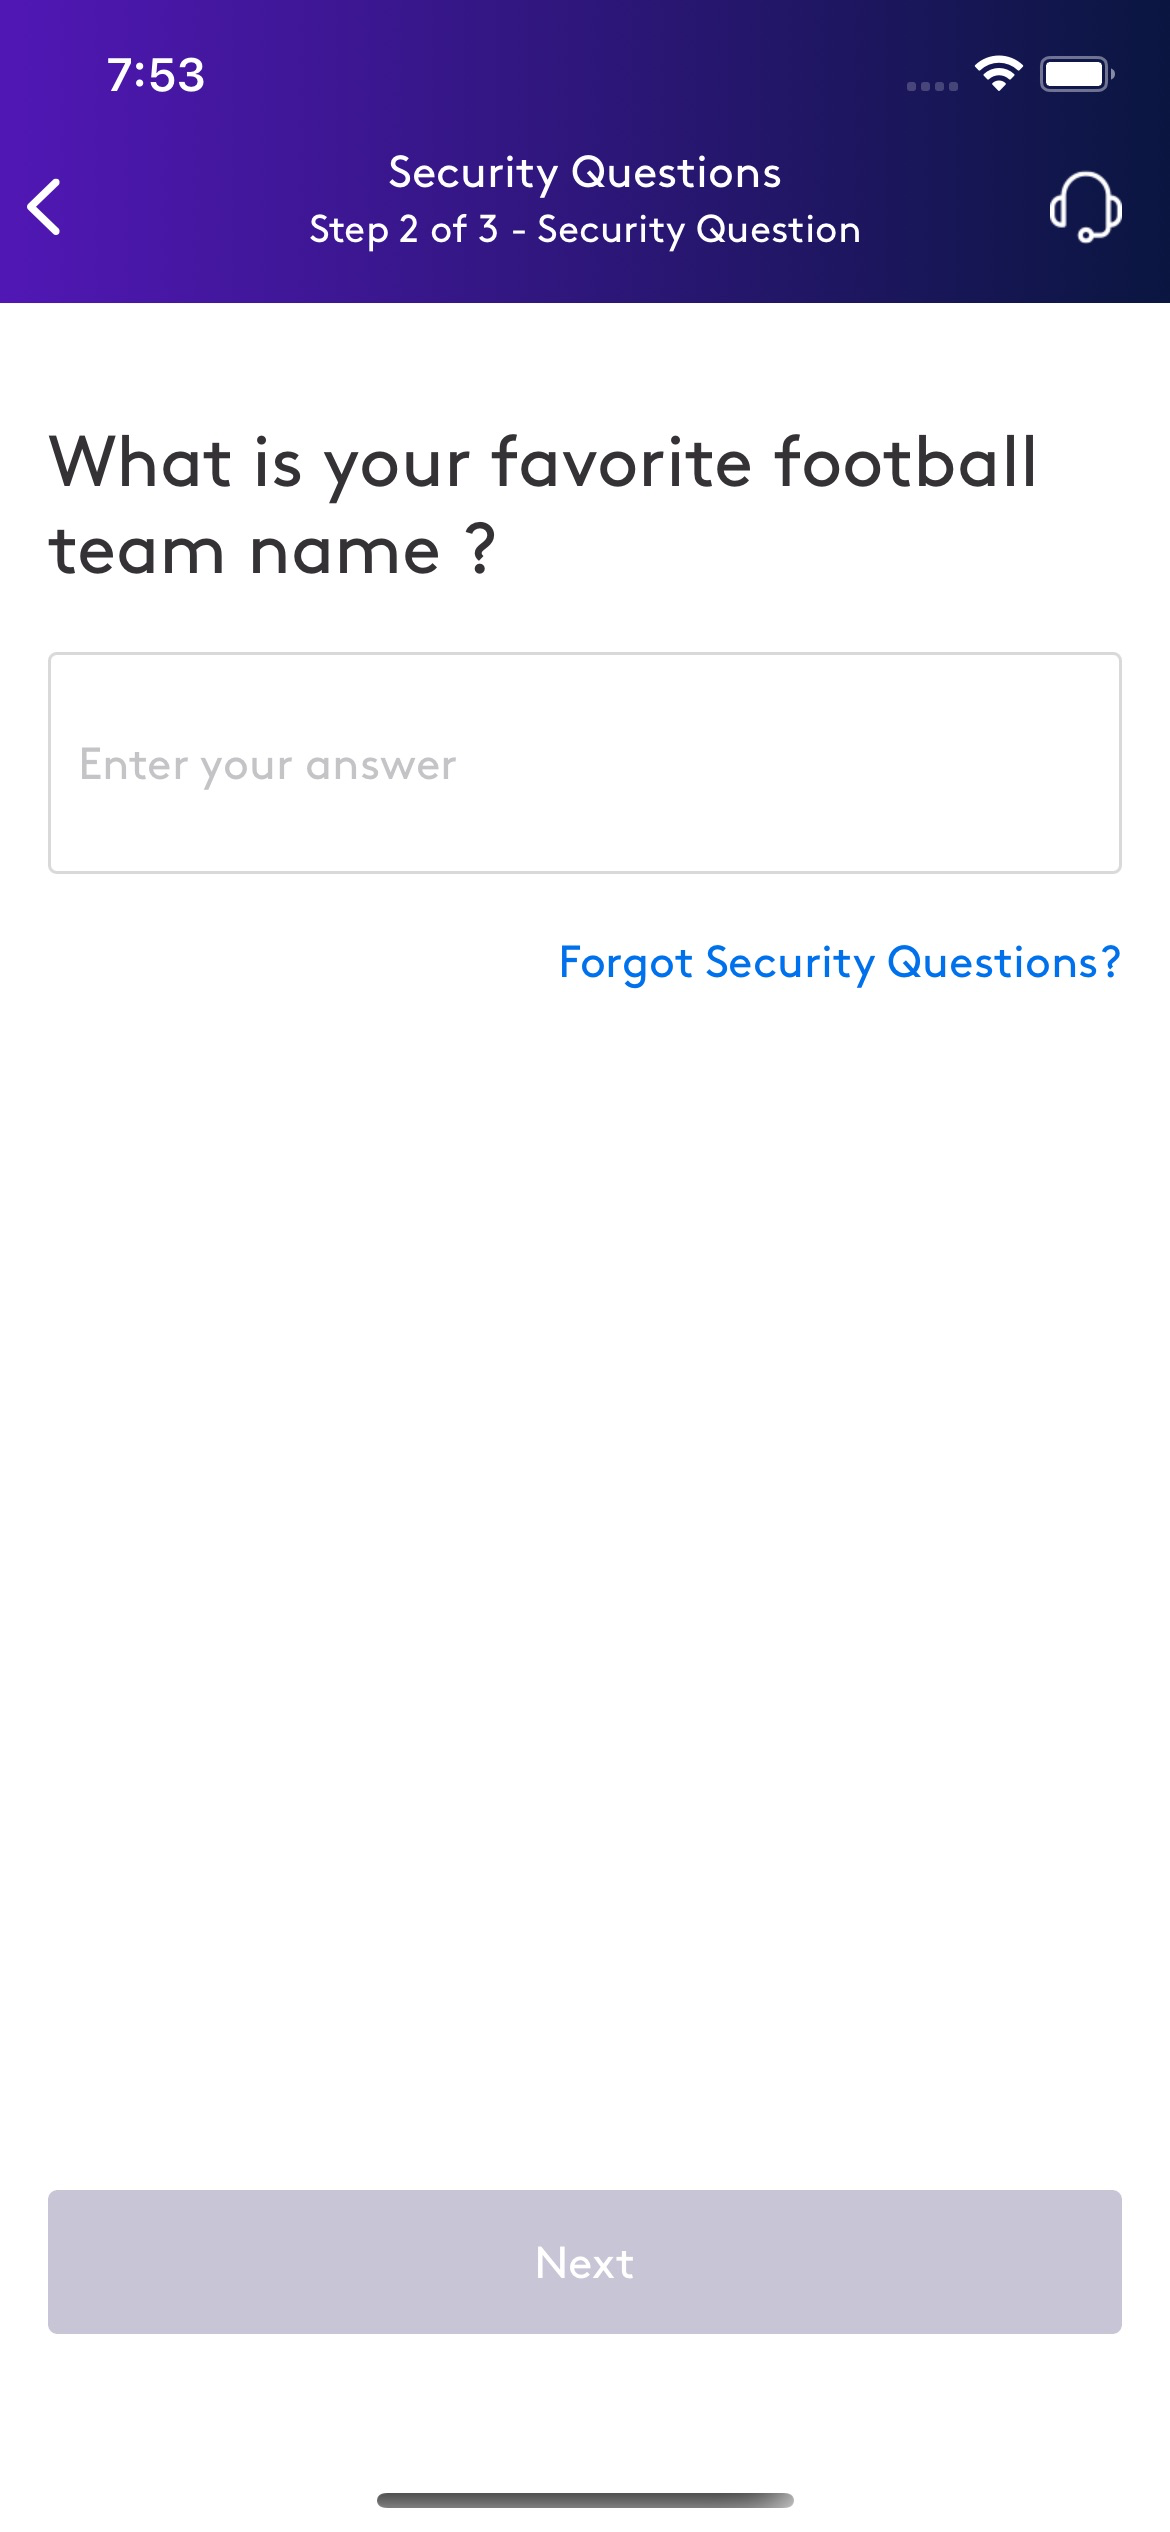 7:53
Security Questions
Step 2 of 3 - Security Question
What is your favorite football
team name ?
Enter your answer
Forgot Security Questions?
Next